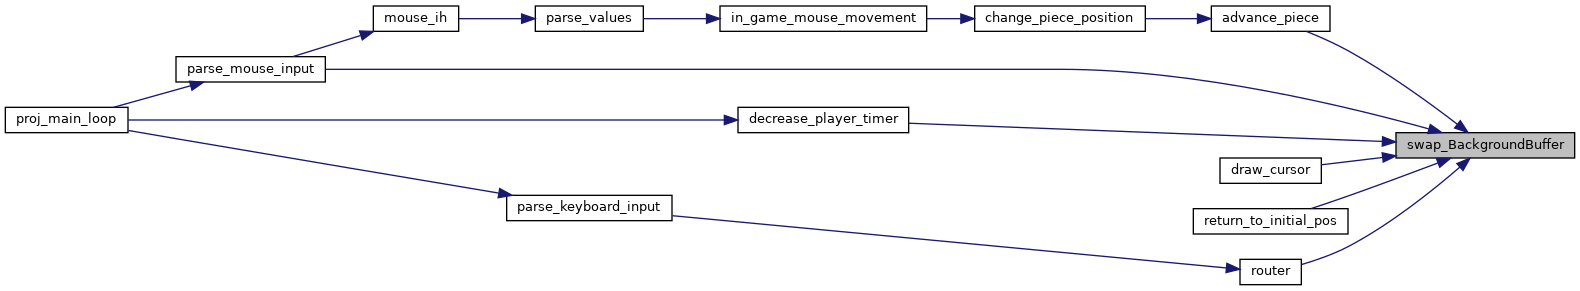 mouse_ih
parse_values
in_game_mouse_movement
change_piece_position
advance_piece
parse_mouse_input
proj_main_loop
decrease_player_timer
swap_BackgroundBuffer
draw_cursor
parse_keyboard_input
return_to_initial_pos
router